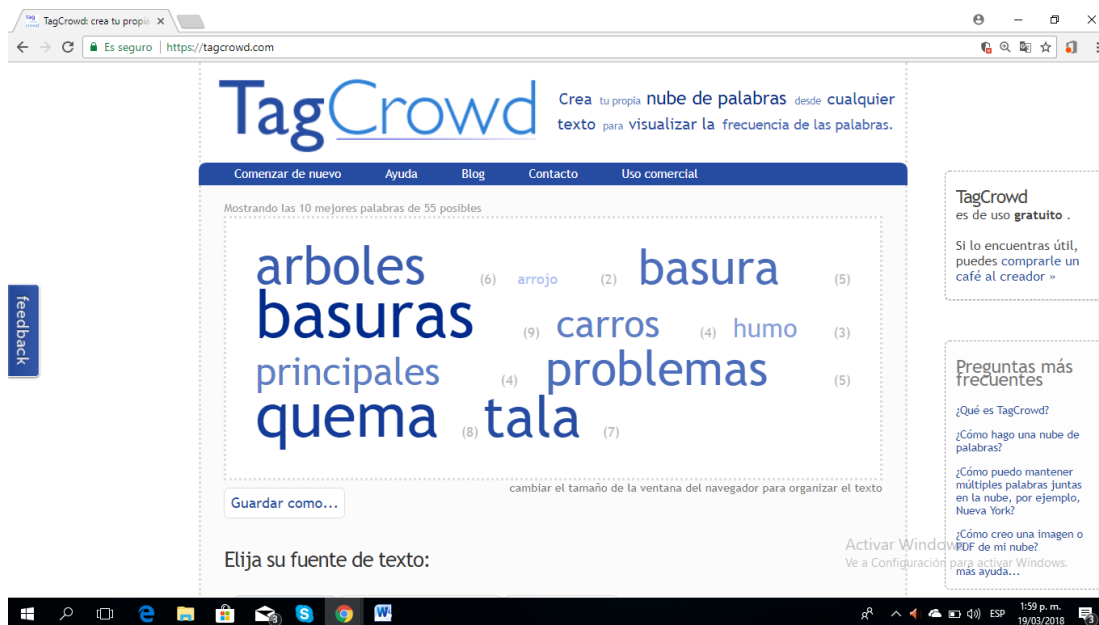 TagCrowd: crea tu propia
Es seguro | https://tagcrowd.com
TagCrowd
Crea tu propia nube de palabras desde cualquier
texto para visualizar la frecuencia de las palabras.
Comenzar de nuevo Ayuda Blog Contacto Uso comercial
Mostrando las 10 mejores palabras de 55 posibles
arboles (6) arrojo (2) basura (5)
basuras (9) carros (4) humo (3)
principales (4) problemas (5)
quema (8) tala (7)
cambiar el tamaño de la ventana del navegador para organizar el texto
Guardar como...
Elija su fuente de texto:
feedback
TagCrowd
es de uso gratuito .
Si lo encuentras útil,
puedes comprarle un
café al creador »
Preguntas más
frecuentes
¿Qué es TagCrowd?
¿Cómo hago una nube de
palabras?
¿Cómo puedo mantener
múltiples palabras juntas
en la nube, por ejemplo,
Nueva York?
¿Cómo creo una imagen o
PDF de mi nube?
más ayuda...
Activar Windows
Ve a Configuración para activar Windows.
ESP
1:59 p. m.
19/03/2018